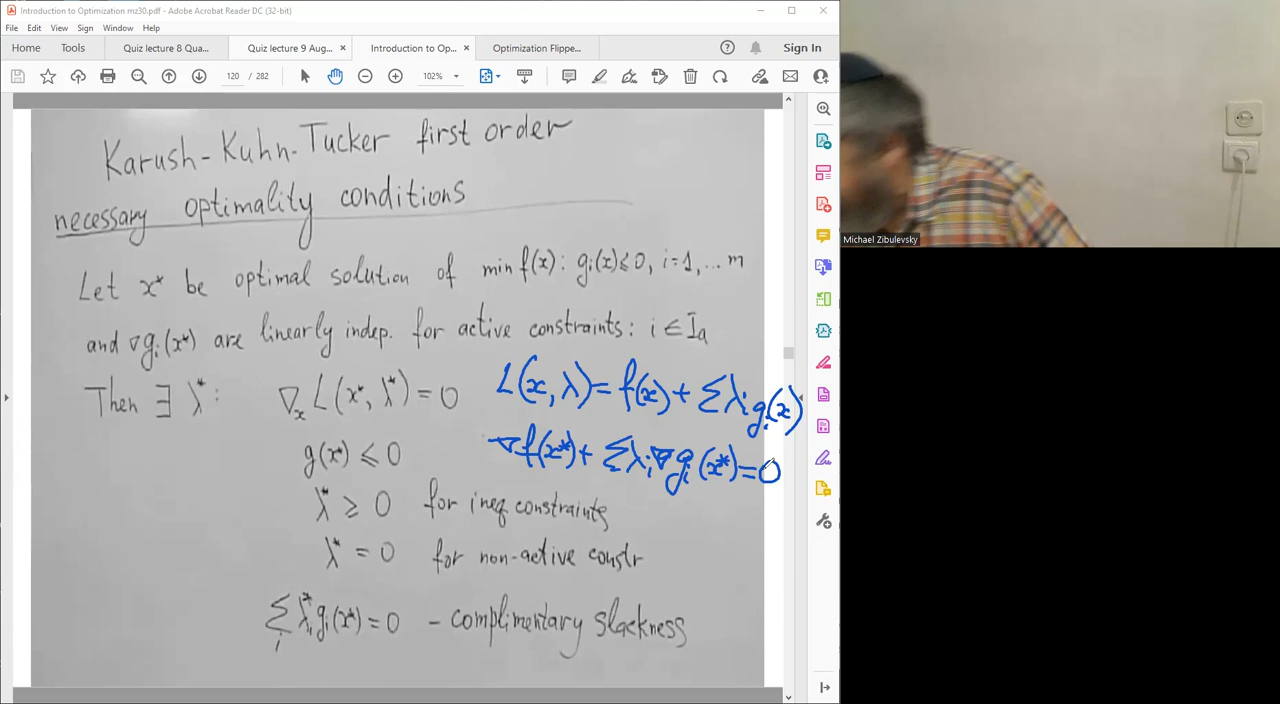 Introduction to Optimization mz30.pdf - Adobe Acrobat Reader DC (32-bit)
File Edit View Sign Window Help
Home Tools Quiz lecture 8 Qua... Quiz lecture 9 Aug... × Introduction to Op... × Optimization Flippe... Sign In
120 / 282 102%
Karush-Kuhn-Tucker first order
necessary optimality conditions
Let x* be optimal solution of min f(x): gi(x) ≤ 0, i=1,...m
and ∇gi(x*) are linearly indep. for active constraints: i ∈ Ia
Then ∃ λ*: ∇x L(x*, λ*) = 0 L(x, λ) = f(x) + Σλi gi(x)
g(x*) ≤ 0 ∇f(x*) + Σλi ∇gi(x*) = 0
λ* ≥ 0 for ineq constraints
λ* = 0 for non-active constr
Σi λi* gi(x*) = 0 - complimentary slackness
Michael Zibulevsky